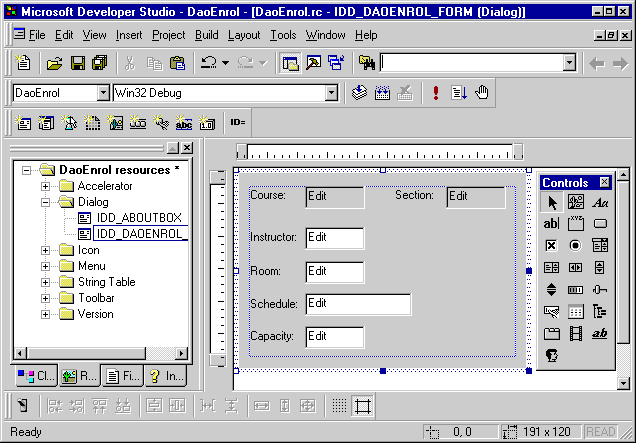 Microsoft Developer Studio - DaoEnrol - [DaoEnrol.rc - IDD_DAOENROL_FORM (Dialog)]
File Edit View Insert Project Build Layout Tools Window Help
DaoEnrol Win32 Debug
abc ID=
DaoEnrol resources *
Accelerator
Dialog
IDD_ABOUTBOX
IDD_DAOENROL_
Icon
Menu
String Table
Toolbar
Version
Cl... R... Fi... ? In...
Course: Edit Section: Edit
Instructor: Edit
Room: Edit
Schedule: Edit
Capacity: Edit
Controls
Aa
ab| xyz
ab
Ready 0, 0 191 x 120 READ